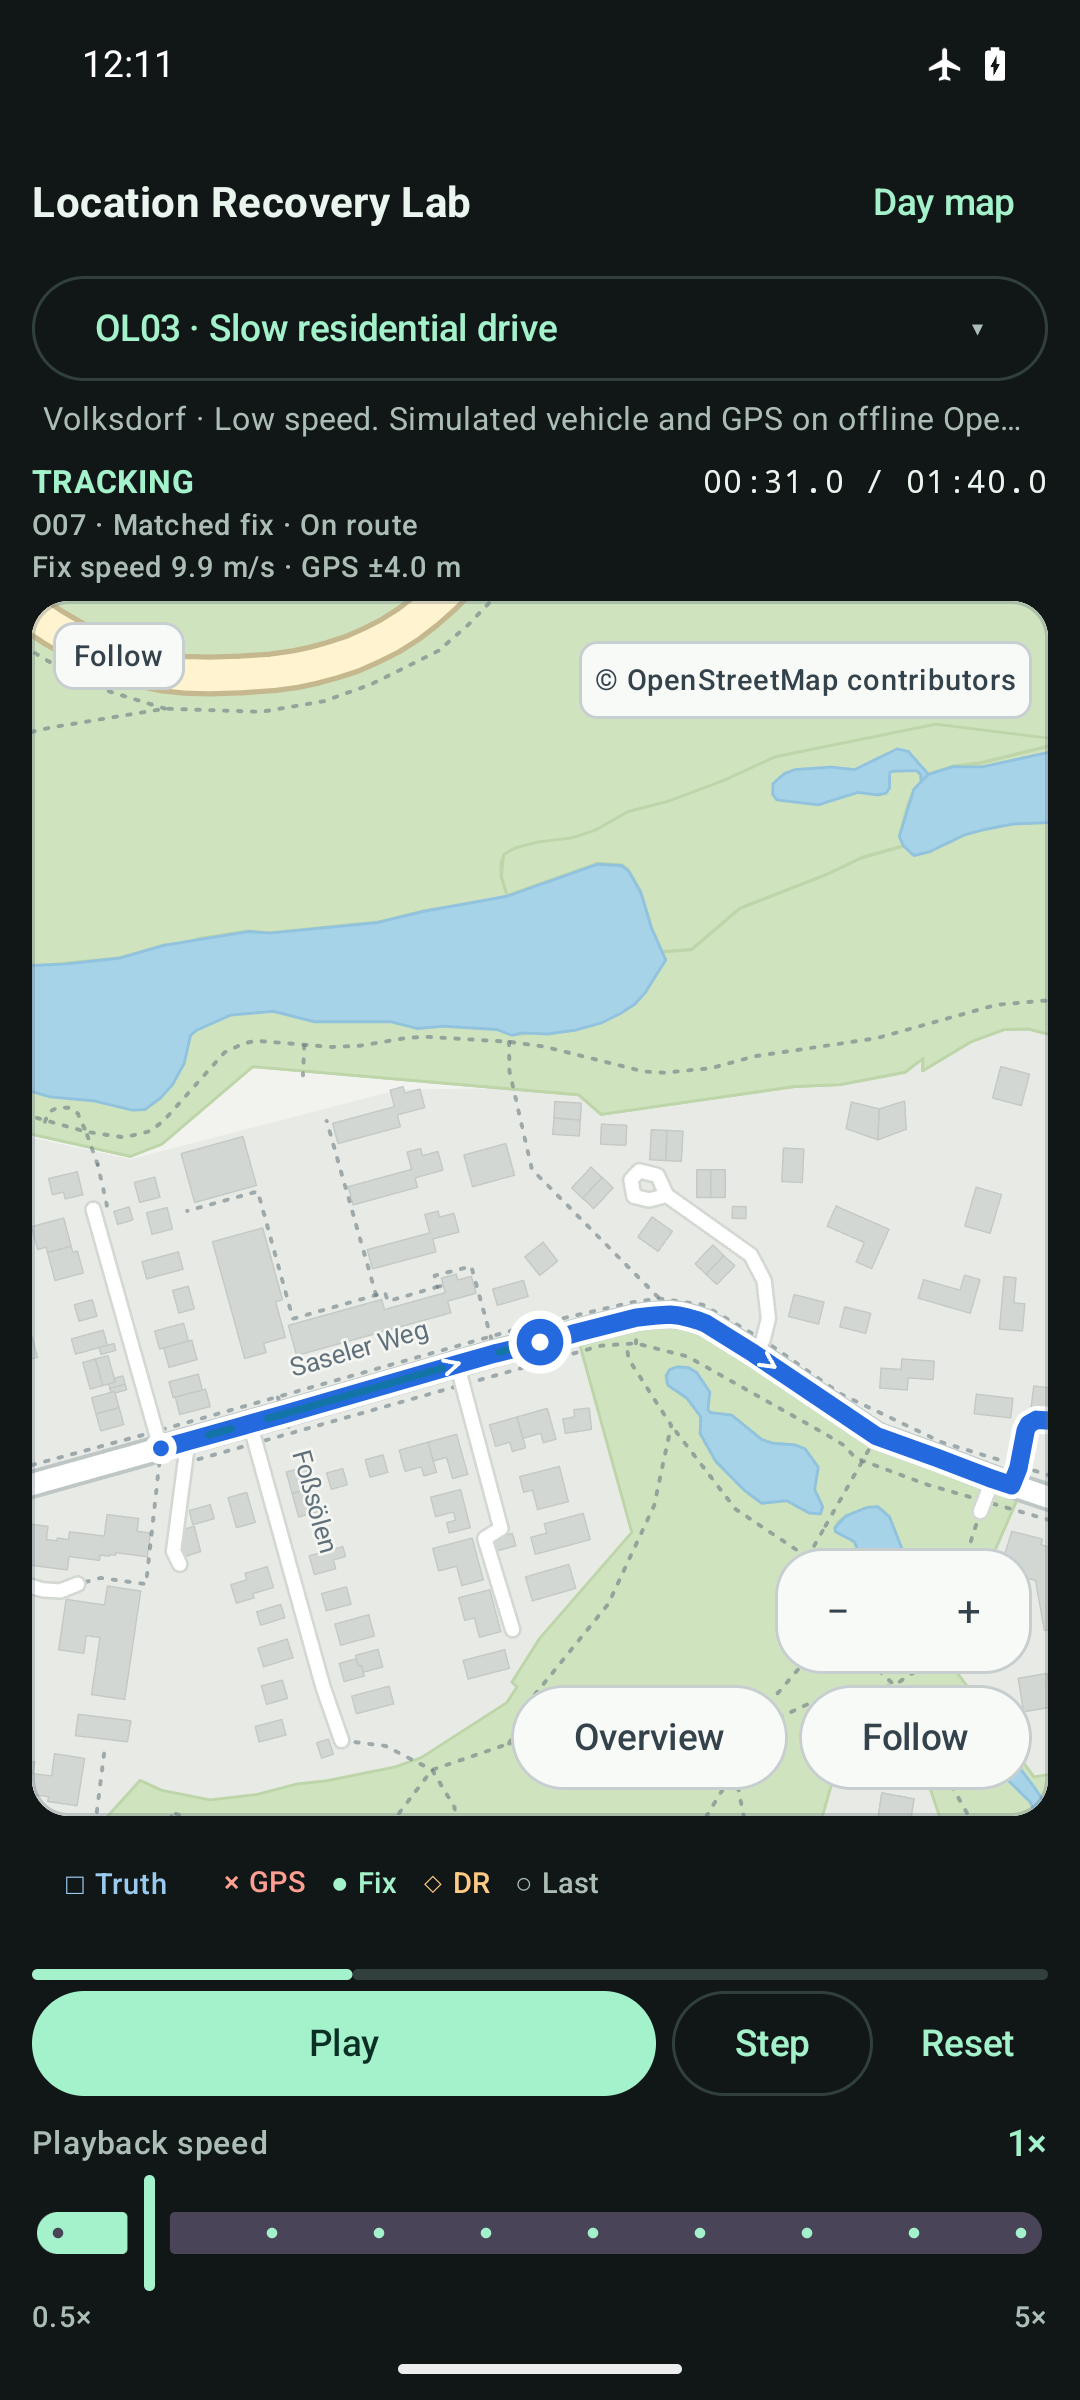 12:11
Location Recovery Lab
Day map
OL03 · Slow residential drive
Volksdorf · Low speed. Simulated vehicle and GPS on offline Ope…
TRACKING
00:31.0 / 01:40.0
O07 · Matched fix · On route
Fix speed 9.9 m/s · GPS ±4.0 m
Follow
© OpenStreetMap contributors
Saseler Weg
Foßsölen
− +
Overview
Follow
□ Truth × GPS ● Fix ◇ DR ○ Last
Play
Step
Reset
Playback speed
1×
0.5×
5×